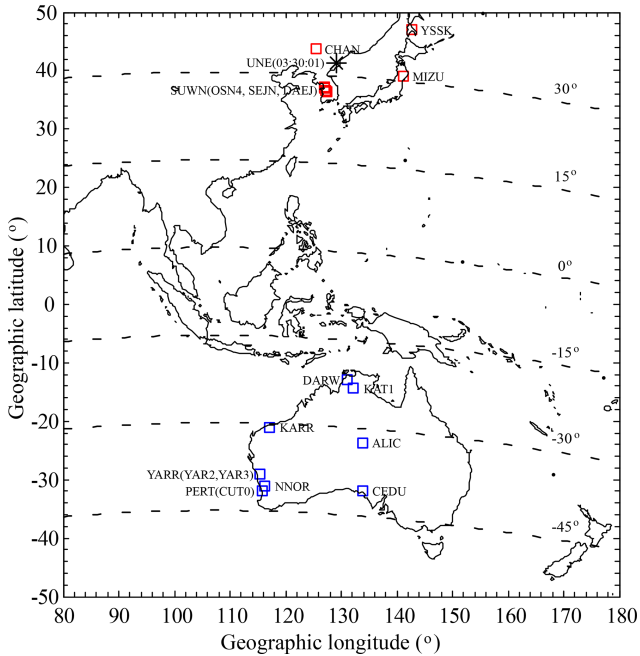 50
YSSK
CHAN
UNE(03:30:01)
40
MIZU
SUWN(OSN4, SEJN, DAEJ)
30°
30
20
15°
10
0°
0
-10
-15°
DARW
KAT1
-20
KARR
-30°
ALIC
YARR(YAR2,YAR3)
-30
NNOR
PERT(CUT0)
CEDU
-45°
-40
-50
80 90 100 110 120 130 140 150 160 170 180
Geographic longitude (°)
Geographic latitude (°)